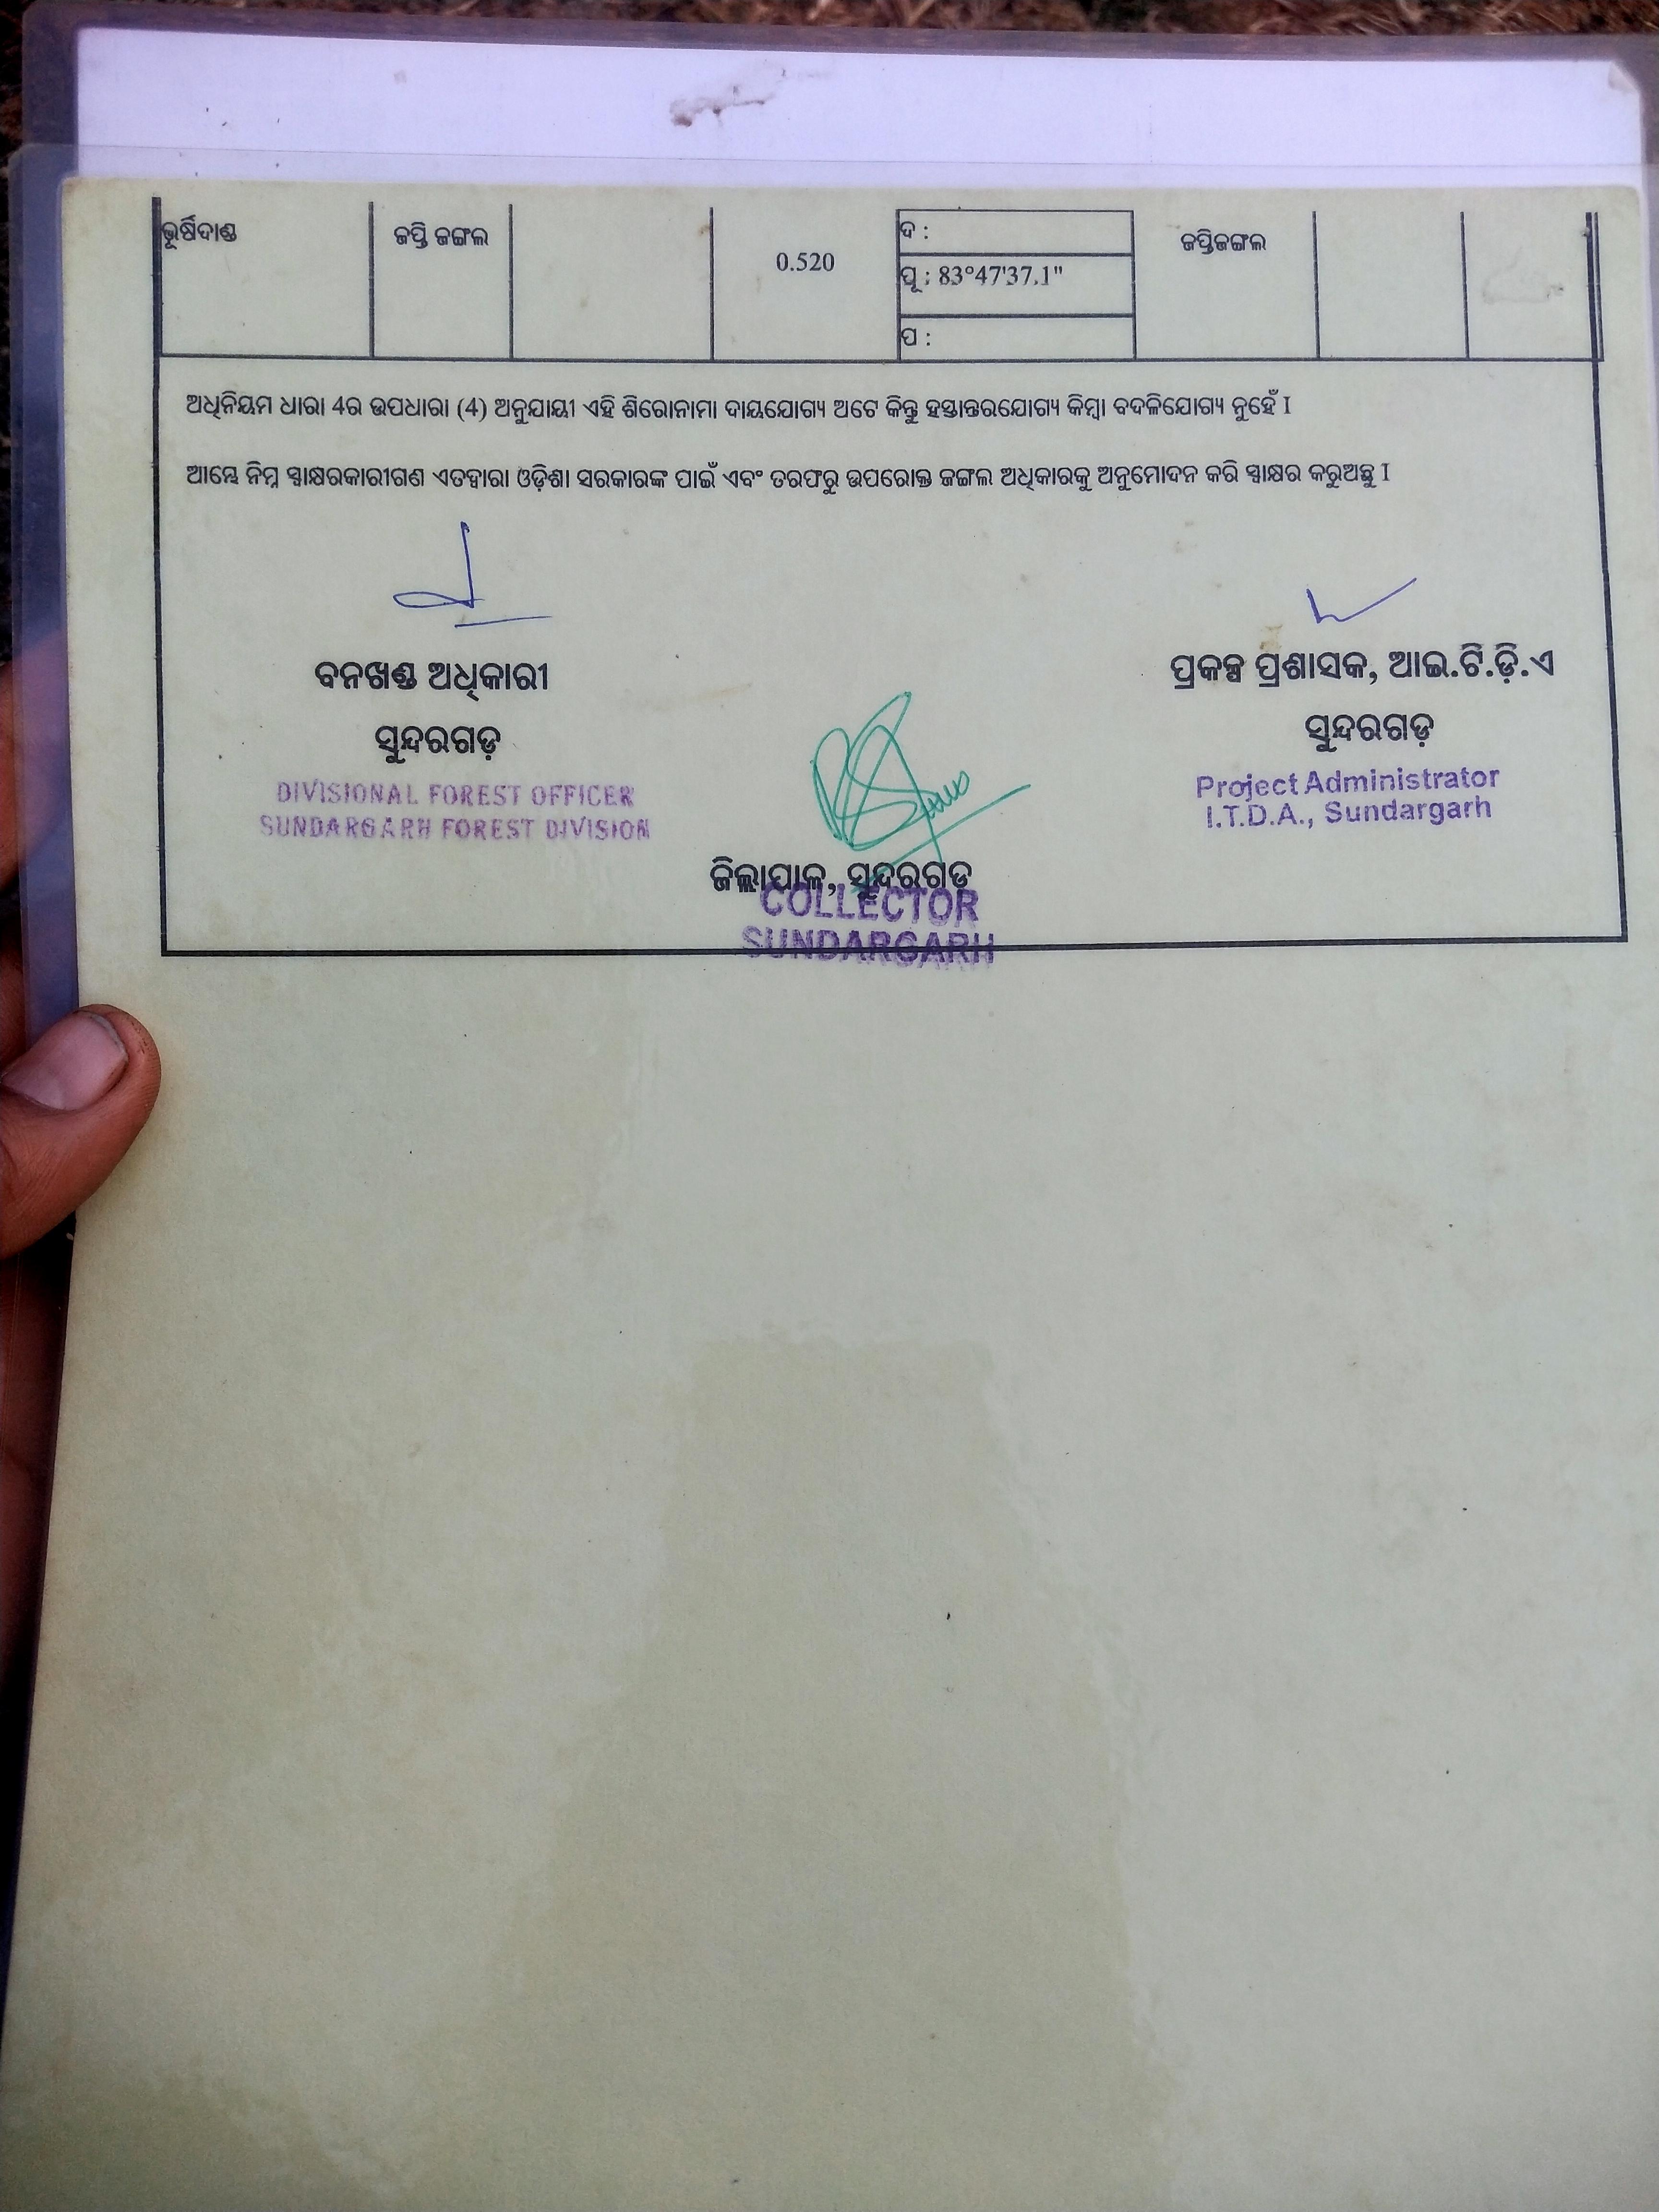 ଭୂର୍ଷିଦାଣ୍ଡ ଜପ୍ତି ଜଙ୍ଗଲ 0.520 ଦ : ଜପ୍ତିଜଙ୍ଗଲ
ପୂ : 83°47'37.1"
ପ :
ଅଧିନିୟମ ଧାରା 4ର ଉପଧାରା (4) ଅନୁଯାୟୀ ଏହି ଶିରୋନାମା ଦାୟଯୋଗ୍ୟ ଅଟେ କିନ୍ତୁ ହସ୍ତାନ୍ତରଯୋଗ୍ୟ କିମ୍ବା ବଦଳିଯୋଗ୍ୟ ନୁହେଁ I
ଆମ୍ଭେ ନିମ୍ନ ସ୍ୱାକ୍ଷରକାରୀଗଣ ଏତଦ୍ୱାରା ଓଡ଼ିଶା ସରକାରଙ୍କ ପାଇଁ ଏବଂ ତରଫରୁ ଉପରୋକ୍ତ ଜଙ୍ଗଲ ଅଧିକାରକୁ ଅନୁମୋଦନ କରି ସ୍ୱାକ୍ଷର କରୁଅଛୁ I
ବନଖଣ୍ଡ ଅଧିକାରୀ
ସୁନ୍ଦରଗଡ଼
DIVISIONAL FOREST OFFICER
SUNDARGARH FOREST DIVISION
ପ୍ରକଳ୍ପ ପ୍ରଶାସକ, ଆଇ.ଟି.ଡ଼ି.ଏ
ସୁନ୍ଦରଗଡ଼
Project Administrator
I.T.D.A., Sundargarh
ଜିଲ୍ଲାପାଳ, ସୁନ୍ଦରଗଡ଼
COLLECTOR
SUNDARGARH